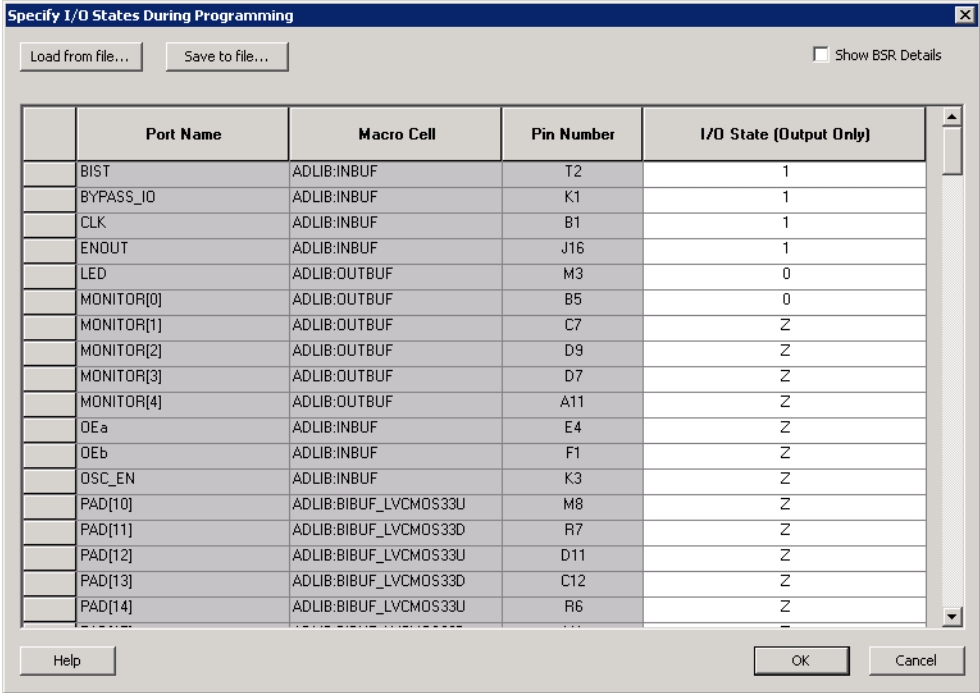 Specify I/O States During Programming
Load from file... Save to file... Show BSR Details
Port Name Macro Cell Pin Number I/O State (Output Only)
BIST ADLIB:INBUF T2 1
BYPASS_IO ADLIB:INBUF K1 1
CLK ADLIB:INBUF B1 1
ENOUT ADLIB:INBUF J16 1
LED ADLIB:OUTBUF M3 0
MONITOR[0] ADLIB:OUTBUF B5 0
MONITOR[1] ADLIB:OUTBUF C7 Z
MONITOR[2] ADLIB:OUTBUF D9 Z
MONITOR[3] ADLIB:OUTBUF D7 Z
MONITOR[4] ADLIB:OUTBUF A11 Z
OEa ADLIB:INBUF E4 Z
OEb ADLIB:INBUF F1 Z
OSC_EN ADLIB:INBUF K3 Z
PAD[10] ADLIB:BIBUF_LVCMOS33U M8 Z
PAD[11] ADLIB:BIBUF_LVCMOS33D R7 Z
PAD[12] ADLIB:BIBUF_LVCMOS33U D11 Z
PAD[13] ADLIB:BIBUF_LVCMOS33D C12 Z
PAD[14] ADLIB:BIBUF_LVCMOS33U R6 Z
Help OK Cancel